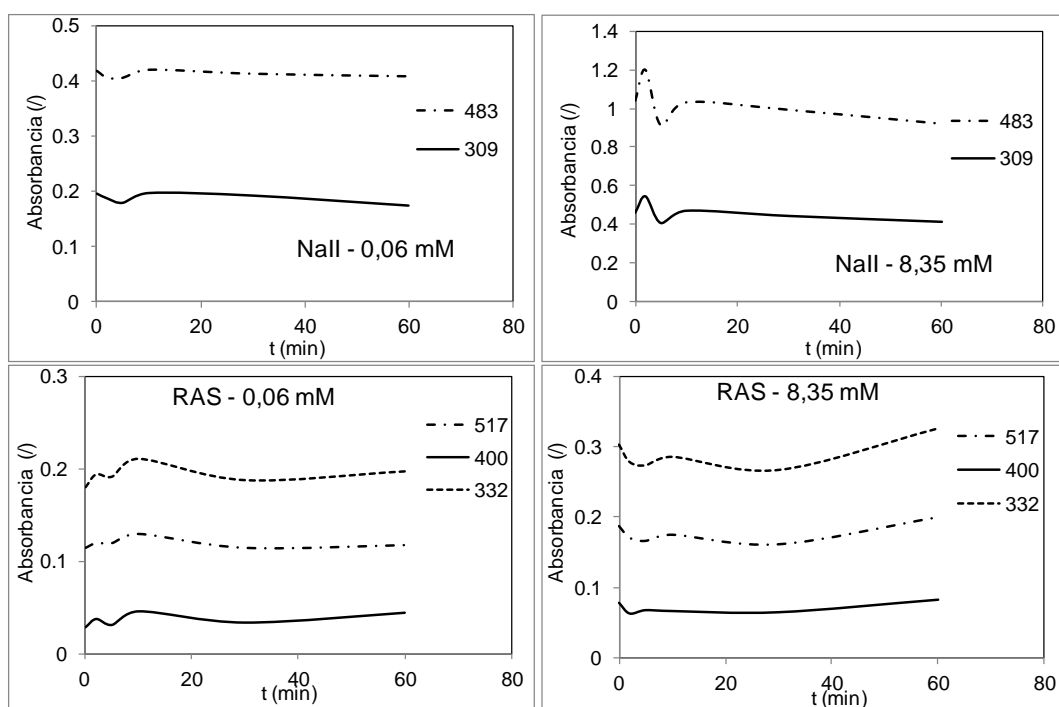 0.5
0.4
0.3
0.2
0.1
0
0 20 40 60 80
Absorbancia (/)
t (min)
483
309
NaII - 0,06 mM
1.4
1.2
1
0.8
0.6
0.4
0.2
0
0 20 40 60 80
Absorbancia (/)
t (min)
483
309
NaII - 8,35 mM
0.3
0.2
0.1
0
0 20 40 60 80
Absorbancia (/)
t (min)
RAS - 0,06 mM
517
400
332
0.4
0.3
0.2
0.1
0
0 20 40 60 80
Absorbancia (/)
t (min)
RAS - 8,35 mM
517
400
332